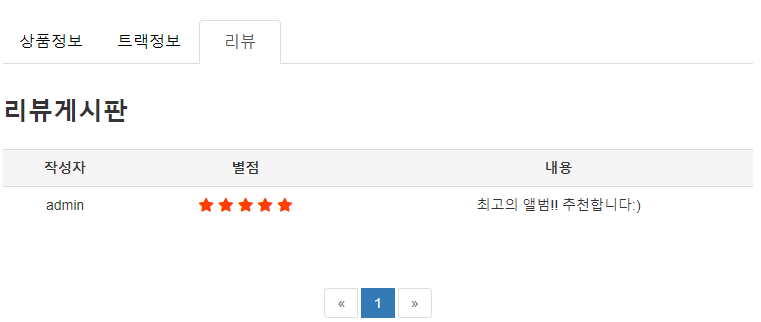 상품정보 트랙정보 리뷰
리뷰게시판
작성자 별점 내용
admin 최고의 앨범!! 추천합니다:)
« 1 »